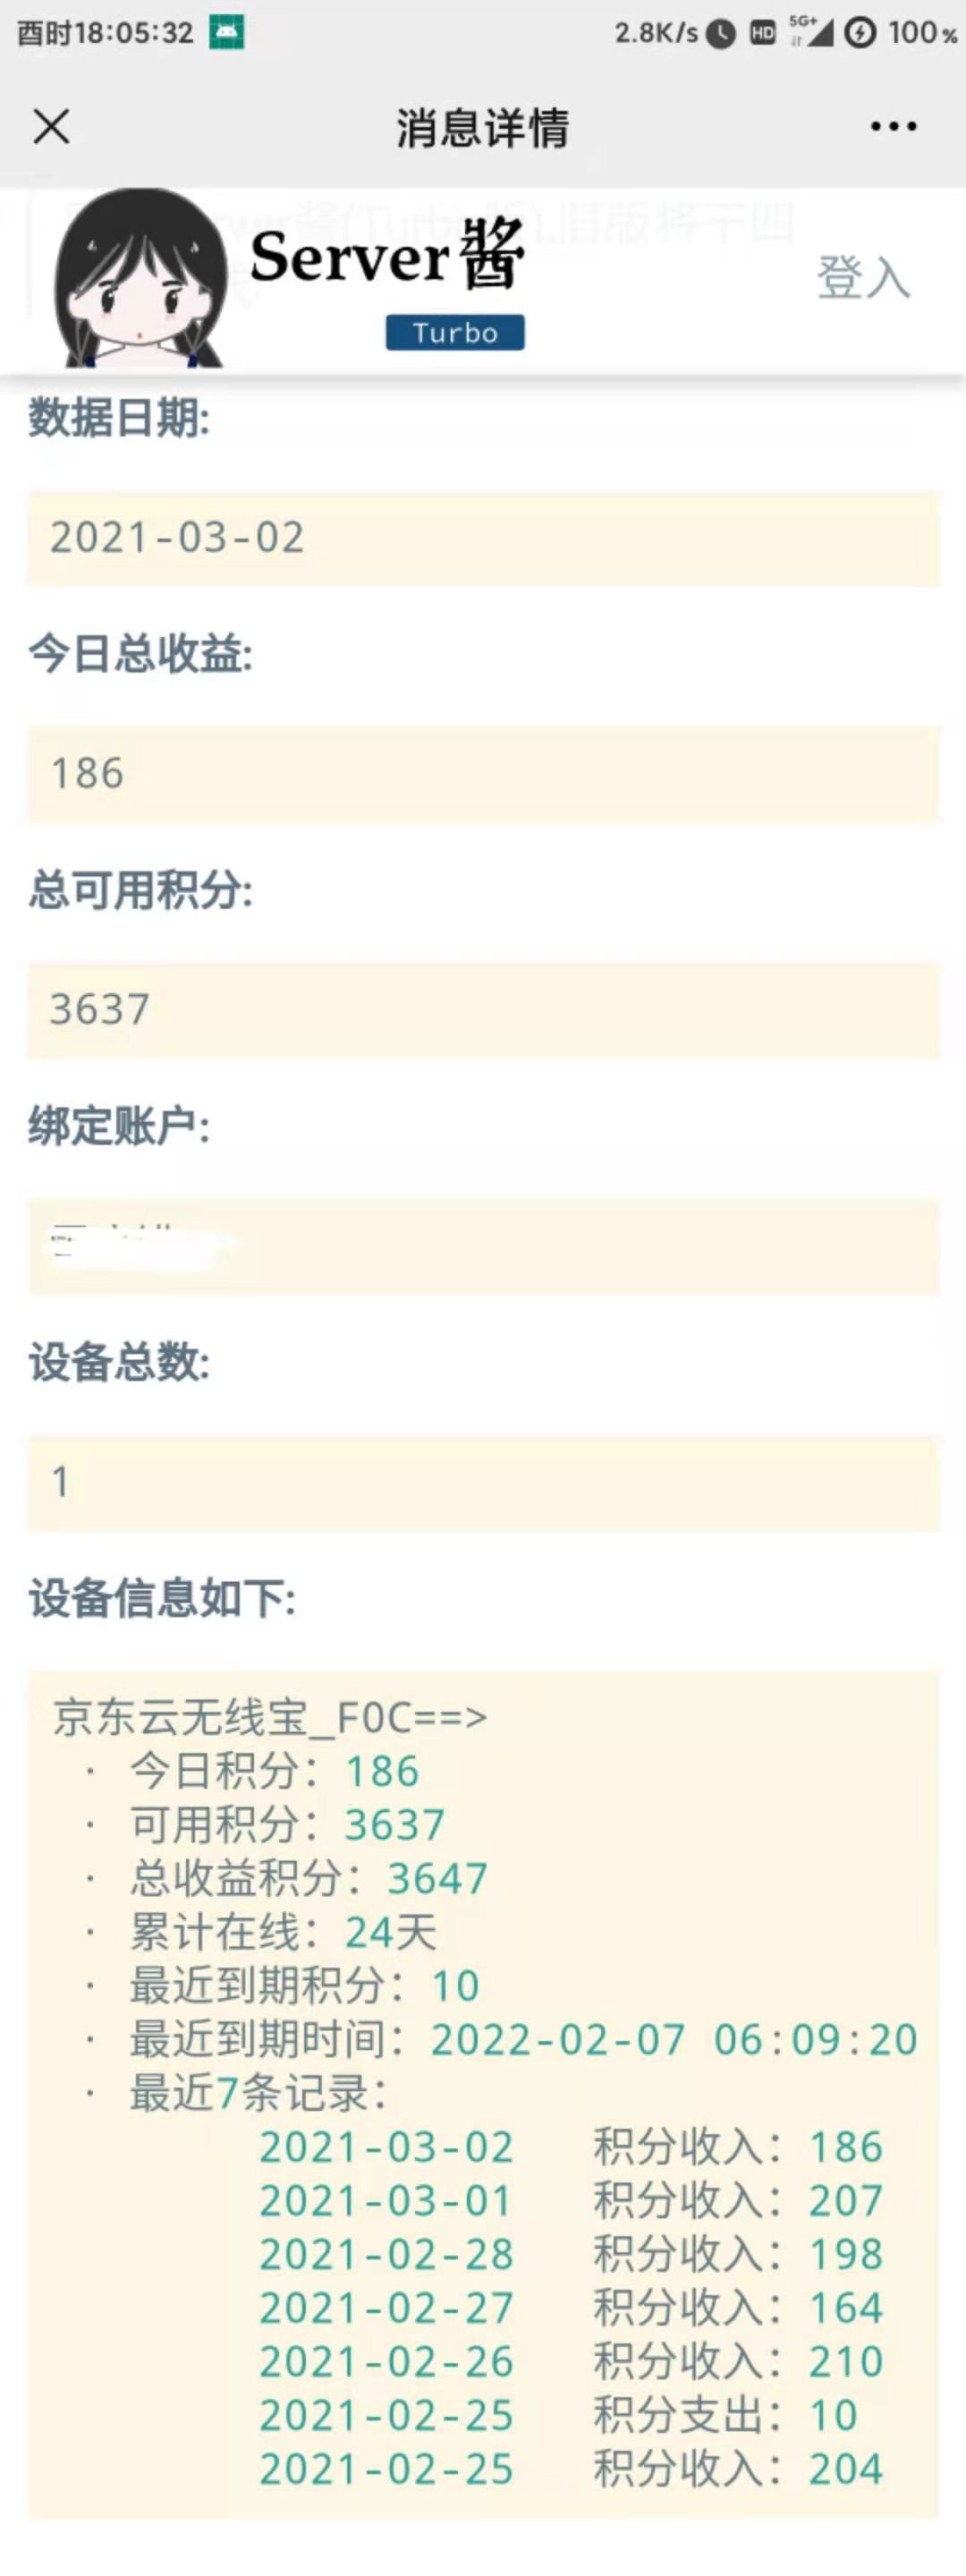 酉时18:05:32 2.8K/s HD 5G+ 100%
消息详情
Server酱
登入
Turbo
数据日期:
2021-03-02
今日总收益:
186
总可用积分:
3637
绑定账户:
设备总数:
1
设备信息如下:
京东云无线宝_F0C==>
· 今日积分：186
· 可用积分：3637
· 总收益积分：3647
· 累计在线：24天
· 最近到期积分：10
· 最近到期时间：2022-02-07 06:09:20
· 最近7条记录：
2021-03-02 积分收入：186
2021-03-01 积分收入：207
2021-02-28 积分收入：198
2021-02-27 积分收入：164
2021-02-26 积分收入：210
2021-02-25 积分支出：10
2021-02-25 积分收入：204